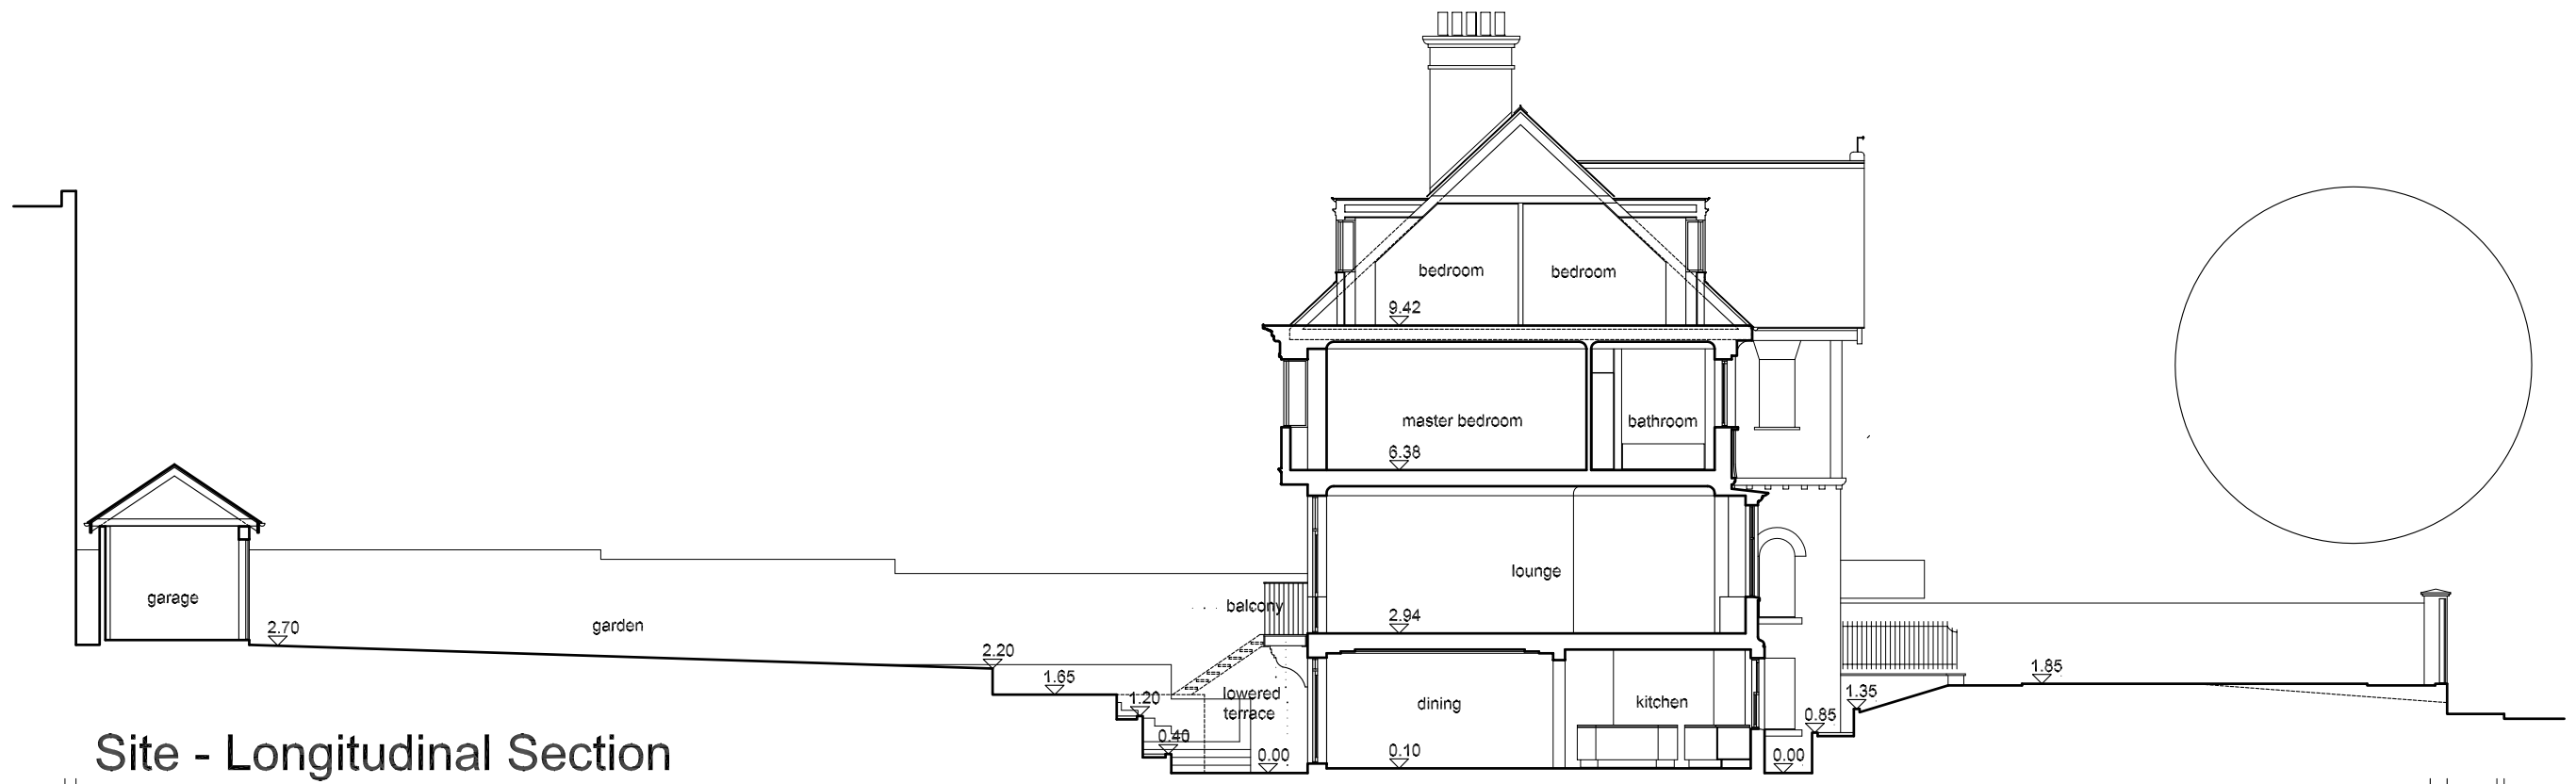 bedroom bedroom
9.42
master bedroom bathroom
6.38
garage
lounge
balcony
2.94
garden
2.70
2.20
1.65
1.85
1.20
lowered
terrace
dining
kitchen
1.35
0.85
0.40
0.00
0.10
0.00
Site - Longitudinal Section